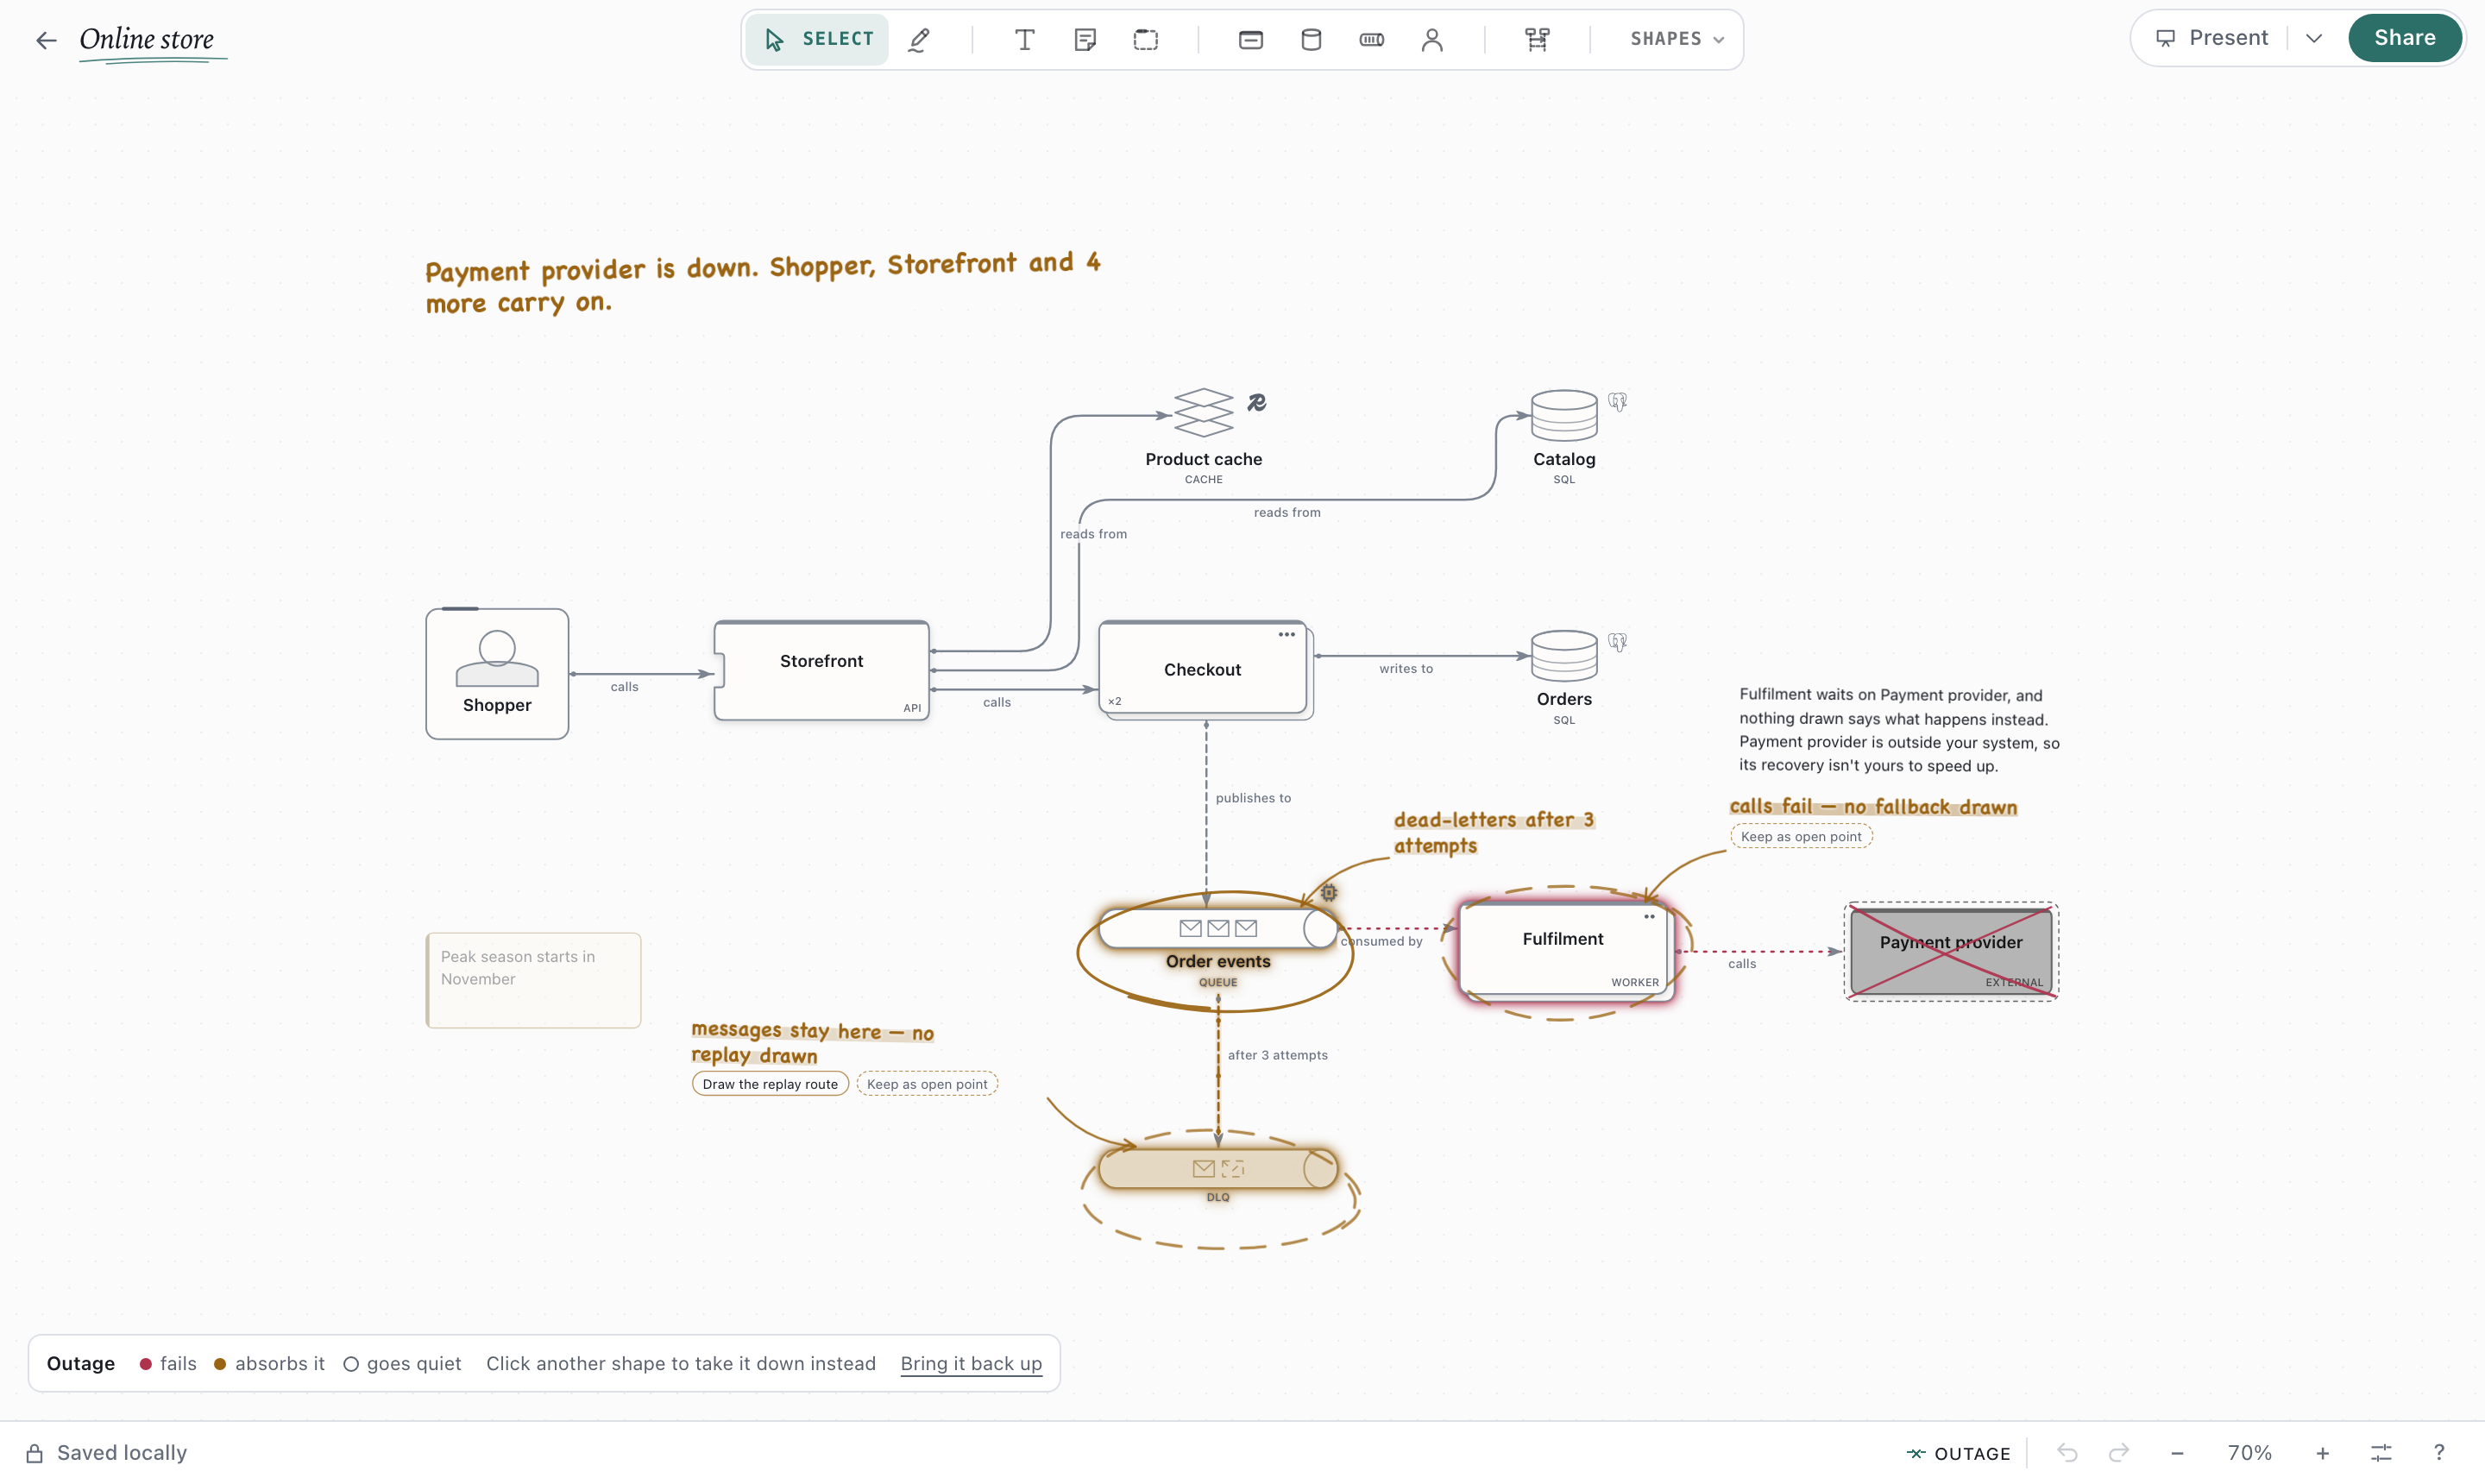 Online store
SELECT
SHAPES
Present
Share
Payment provider is down. Shopper, Storefront and 4
more carry on.
Product cache
CACHE
Catalog
SQL
reads from
reads from
Shopper
calls
Storefront
API
calls
Checkout
×2
writes to
Orders
SQL
Fulfilment waits on Payment provider, and
nothing drawn says what happens instead.
Payment provider is outside your system, so
its recovery isn't yours to speed up.
publishes to
dead-letters after 3
attempts
calls fail — no fallback drawn
Keep as open point
Order events
QUEUE
consumed by
Fulfilment
WORKER
calls
Payment provider
EXTERNAL
Peak season starts in
November
messages stay here — no
replay drawn
Draw the replay route
Keep as open point
after 3 attempts
DLQ
Outage
fails
absorbs it
goes quiet
Click another shape to take it down instead
Bring it back up
Saved locally
OUTAGE
70%